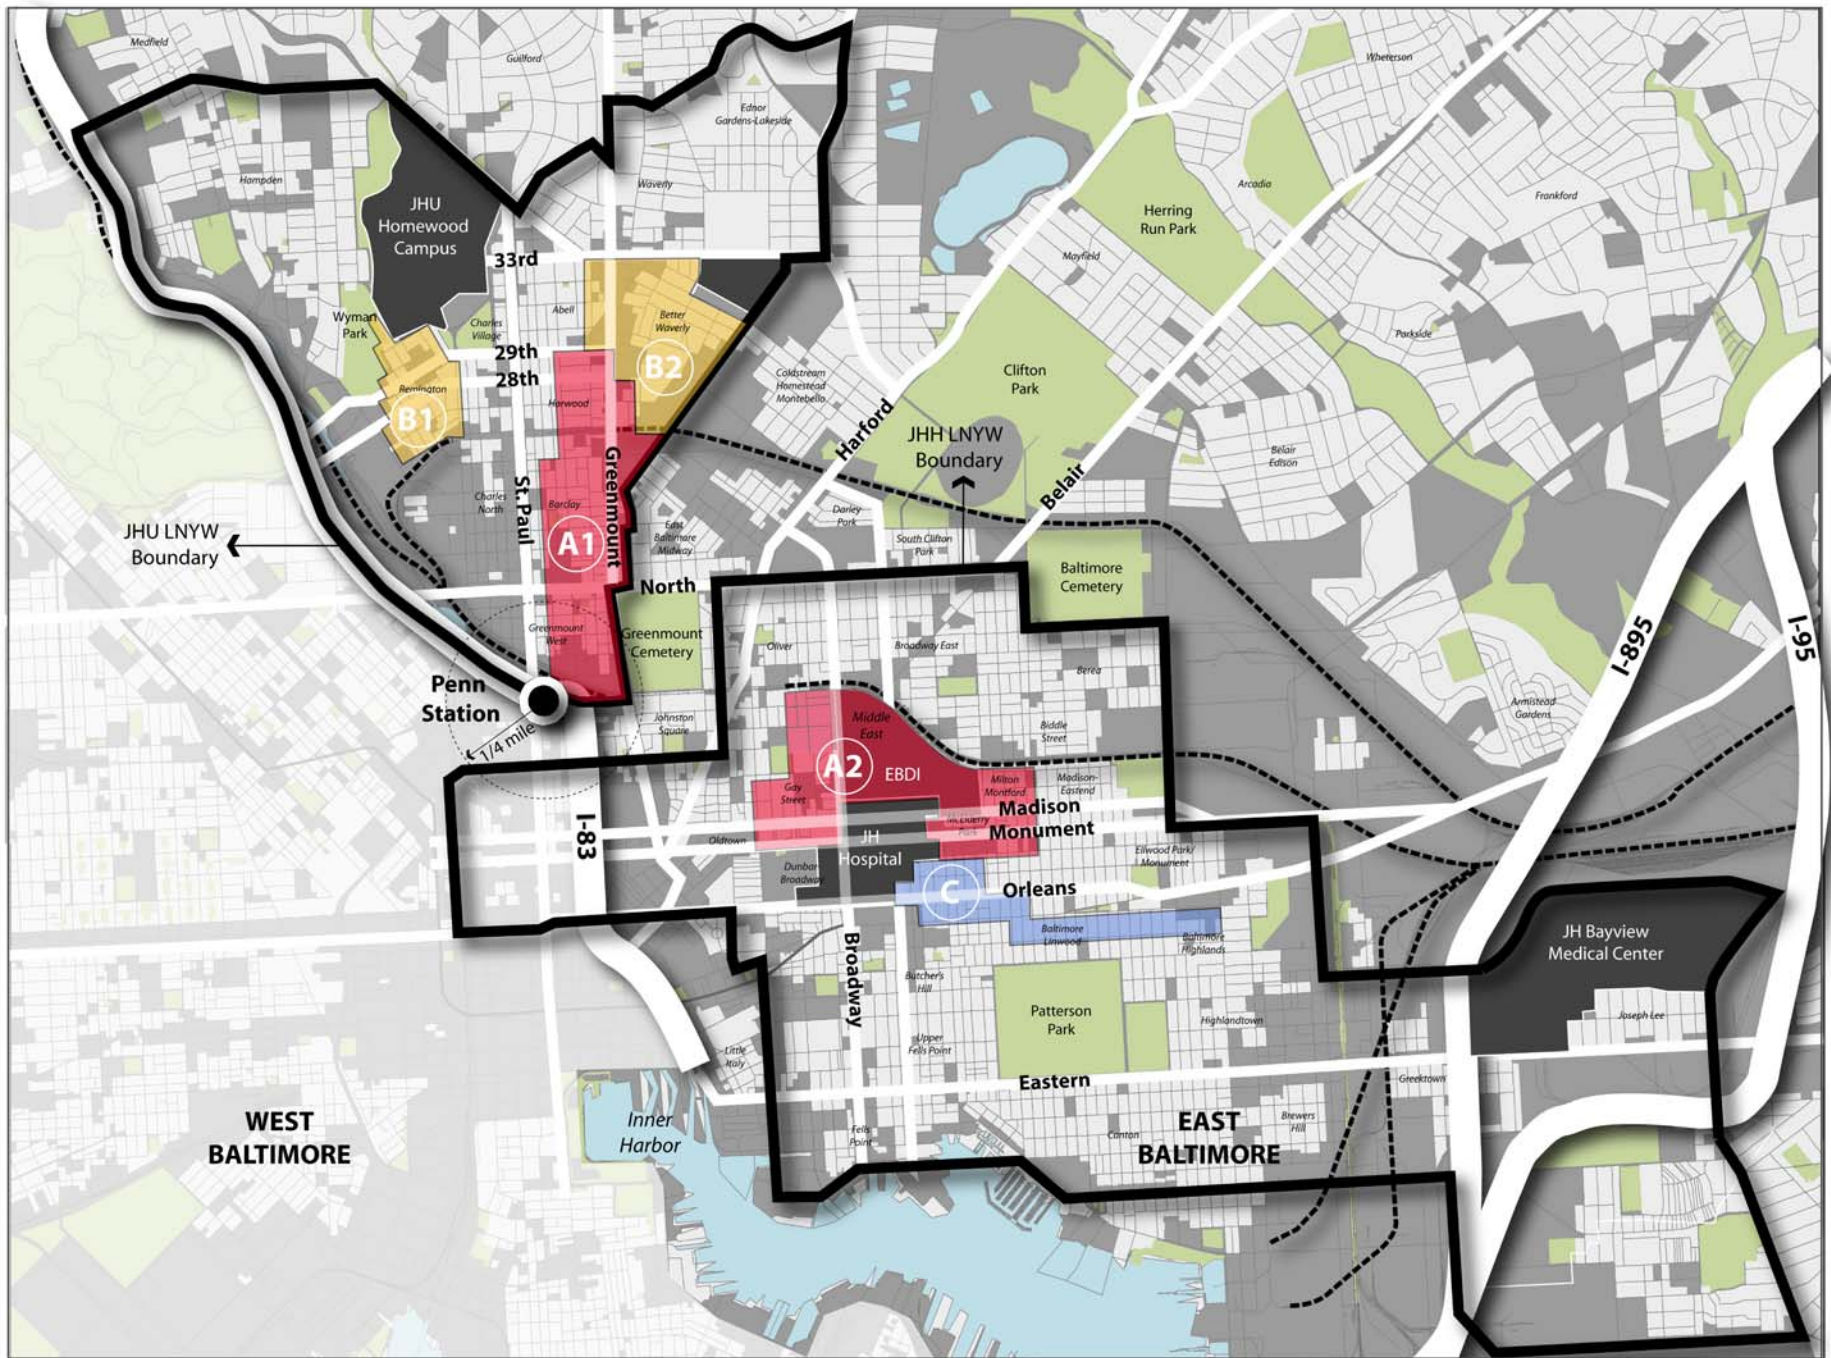 Medfield
Guilford
Wheterson
Ednor
Gardens-Lakeside
Hampden
Waverly
Arcadia
Frankford
JHU
Homewood
Campus
Herring
Run Park
33rd
Mayfield
Wyman
Park
Charles
Village
Abell
Better
Waverly
Parkside
29th
28th
B2
Coldstream
Homestead
Montebello
Clifton
Park
Remington
B1
Harwood
Harford
JHH LNYW
Boundary
Belair
Edison
Greenmount
St. Paul
Belair
Charles
North
Barclay
Darley
Park
JHU LNYW
Boundary
A1
East
Baltimore
Midway
South Clifton
Park
North
Baltimore
Cemetery
Greenmount
West
Greenmount
Cemetery
Oliver
Broadway East
Berea
I-895
I-95
Penn
Station
1/4 mile
Johnston
Square
Middle
East
Biddle
Street
Armistead
Gardens
A2
EBDI
Gay
Street
Milton
Montford
Madison-
Eastend
Madison
McElderry
Park
Monument
I-83
Oldtown
JH
Hospital
Dunbar
Broadway
Ellwood Park/
Monument
C
Orleans
Baltimore
Linwood
Baltimore
Highlands
JH Bayview
Medical Center
Broadway
Butcher's
Hill
Patterson
Park
Highlandtown
Joseph Lee
Little
Italy
Upper
Fells Point
Eastern
Greektown
WEST
BALTIMORE
Inner
Harbor
Fells
Point
Canton
EAST
BALTIMORE
Brewers
Hill